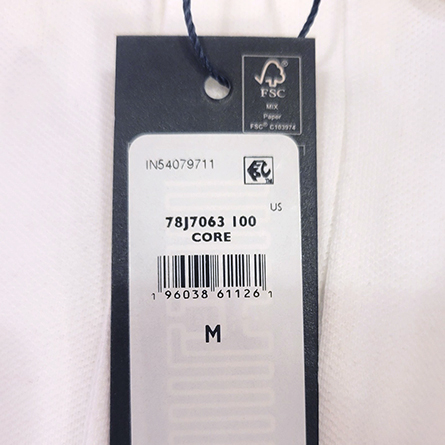 FSC
MIX
Paper
FSC® C103974
IN54079711
US
78J7063 100
CORE
1 96038 61126 1
M